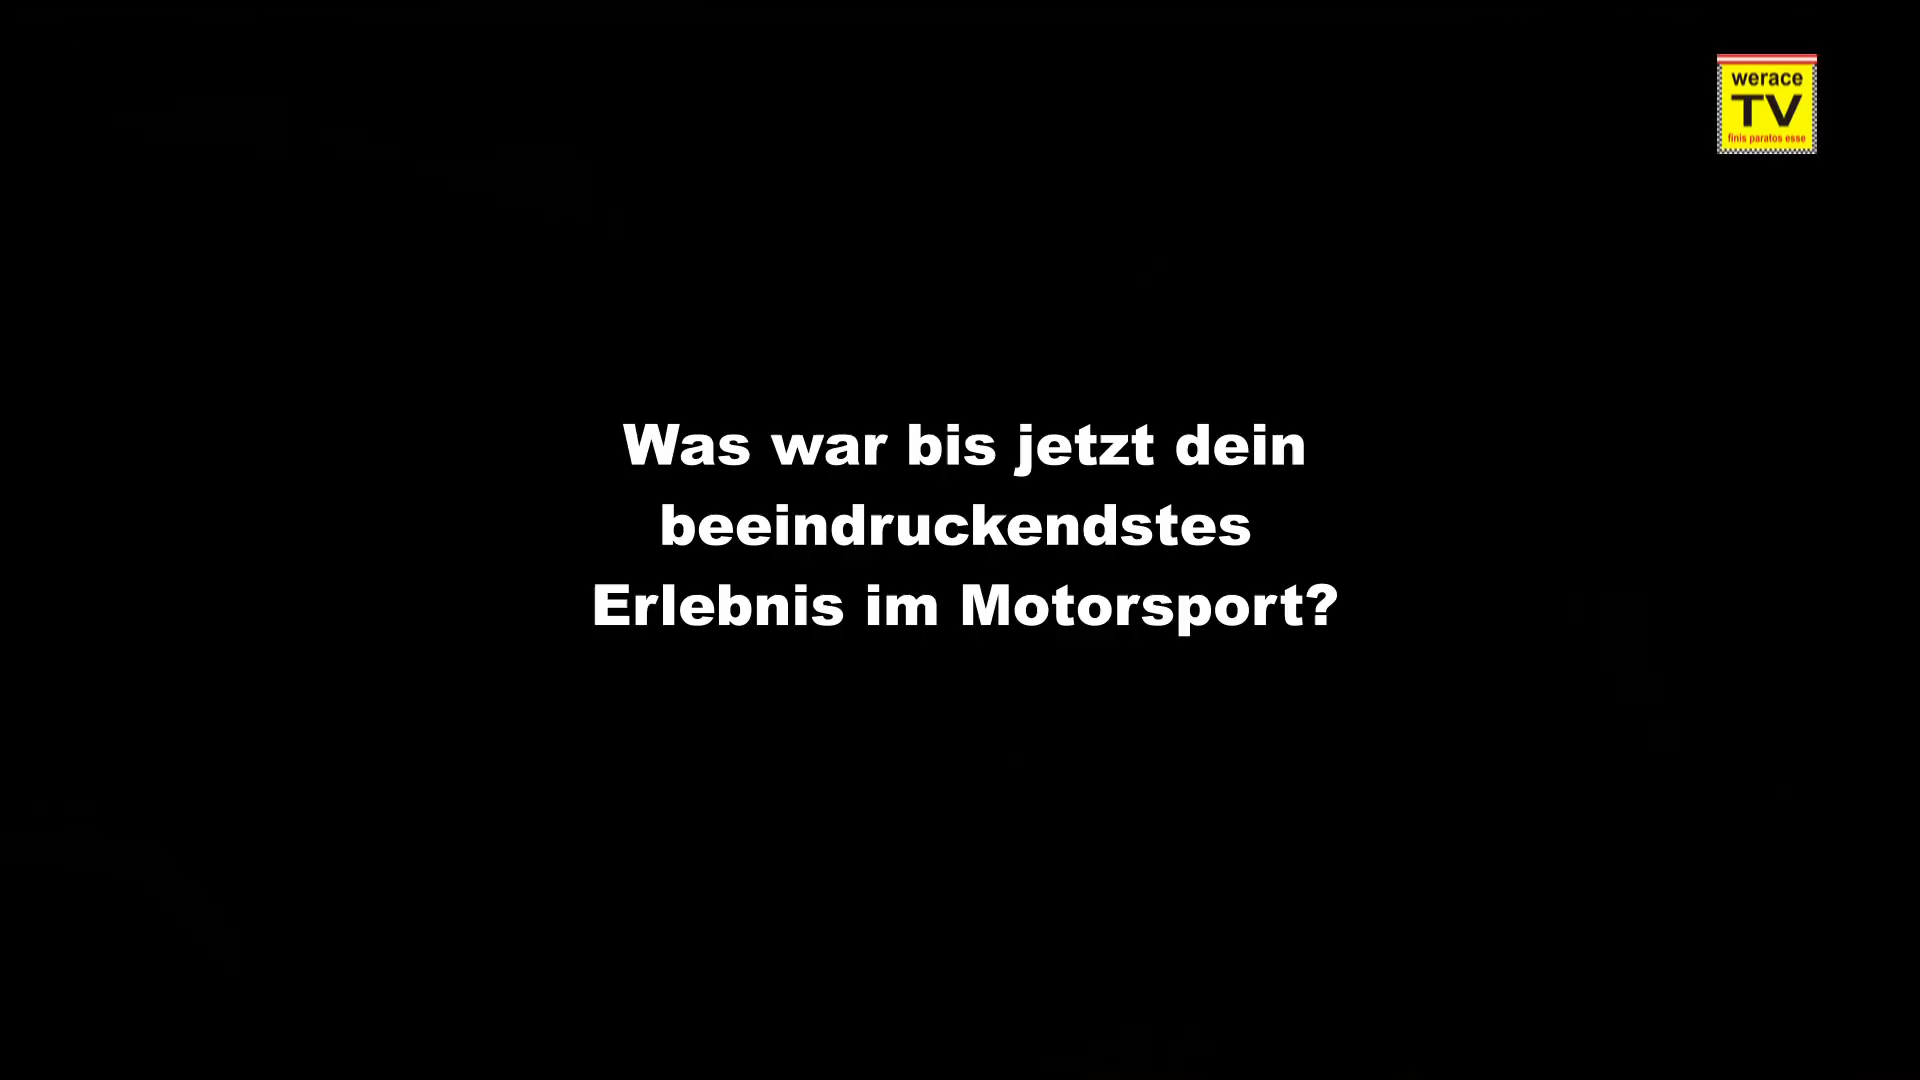 werace
TV
finis paratos esse
Was war bis jetzt dein
beeindruckendstes
Erlebnis im Motorsport?